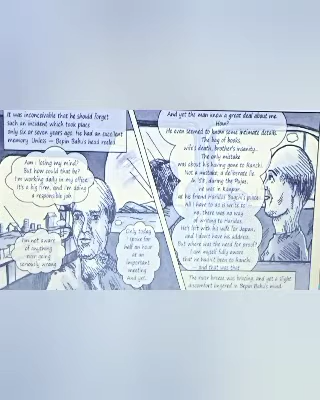 It was inconceivable that he should forget
such an incident which took place
only six or seven years ago. He had an excellent
memory. Unless — Bepin Babu's head reeled.
Am I losing my mind?
But how could that be?
I'm working daily in my office.
It's a big firm, and I'm doing
a responsible job.
I'm not aware
of anything
ever going
seriously wrong.
Only today
I spoke for
half an hour
at an
important
meeting.
And yet...
And yet the man knew a great deal about me.
How?
He even seemed to know some intimate details.
The bag of books,
wife's death, brother's insanity...
The only mistake
was about his having gone to Ranchi.
Not a mistake, a deliberate lie.
In '58, during the Pujas,
he was in Kanpur
at his friend Haridas Bagchi's place.
All I have to do is write to —
no, there was no way
of writing to Haridas.
He's left with his wife for Japan,
and I don't have his address.
But where was the need for proof?
I am myself fully aware
that he hadn't been to Ranchi
— and that was
The river breeze was bracing, and yet a slight
discomfort lingered in Bepin Babu's mind.